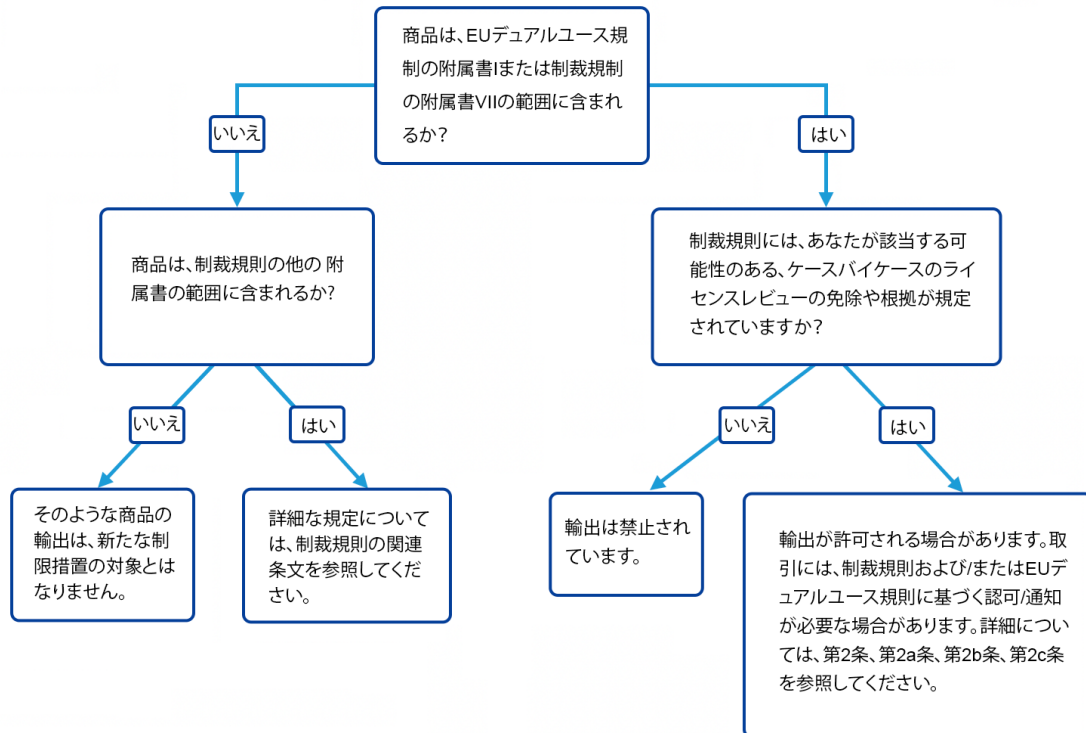 商品は、EUデュアルユース規
制の附属書Iまたは制裁規制
の附属書VIIの範囲に含まれ
るか？
いいえ
はい
商品は、制裁規則の他の 附
属書の範囲に含まれるか?
制裁規則には、あなたが該当する可
能性のある、ケースバイケースのライ
センスレビューの免除や根拠が規定
されていますか？
いいえ
はい
いいえ
はい
そのような商品の
輸出は、新たな制
限措置の対象とは
なりません。
詳細な規定について
は、制裁規則の関連
条文を参照してくだ
さい。
輸出は禁止され
ています。
輸出が許可される場合があります。取
引には、制裁規則および/またはEUデ
ュアルユース規則に基づく認可/通知
が必要な場合があります。詳細につい
ては、第2条、第2a条、第2b条、第2c条
を参照してください。